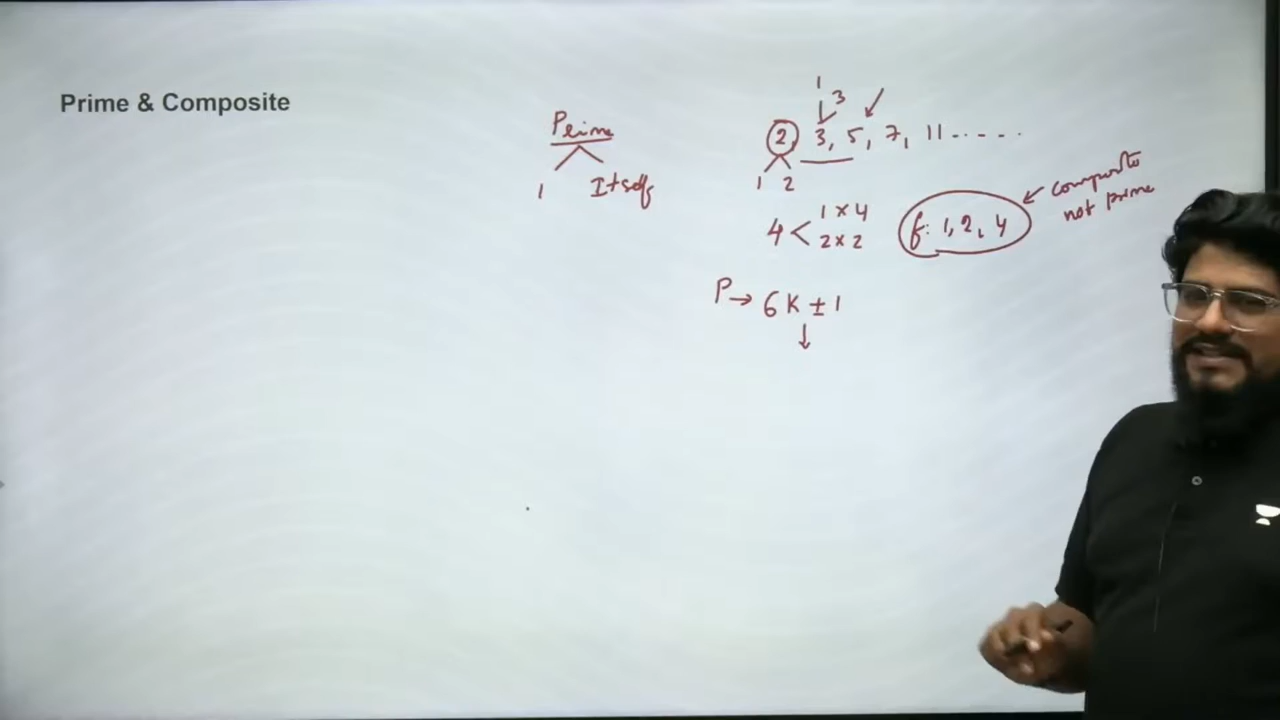 Prime & Composite
Prime
1 Itself
1
3
2, 3, 5, 7, 11 - - - - -
1 2
4 < 1 × 4
2 × 2
f: 1, 2, 4
composite
not prime
P → 6K ± 1